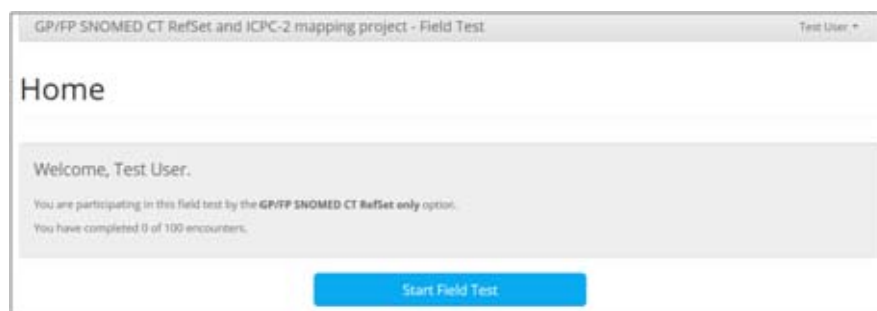 GP/FP SNOMED CT RefSet and ICPC-2 mapping project - Field Test
Test User
Home
Welcome, Test User.
You are participating in this field test by the GP/FP SNOMED CT RefSet only option.
You have completed 0 of 100 encounters.
Start Field Test